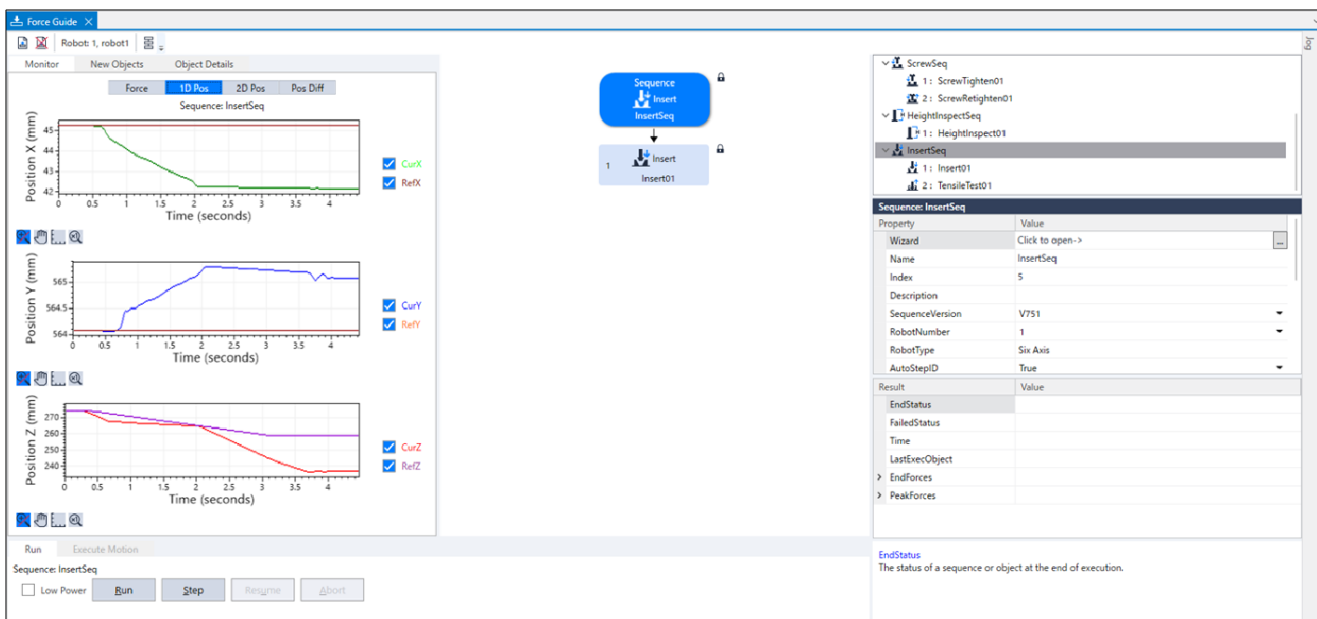 Force Guide
Robot: 1, robot1
Monitor New Objects Object Details
Force 1D Pos 2D Pos Pos Diff
Sequence: InsertSeq
Position X (mm)
45
44
43
42
0 0.5 1 1.5 2 2.5 3 3.5 4
Time (seconds)
CurX
RefX
Position Y (mm)
565
564.5
564
0 0.5 1 1.5 2 2.5 3 3.5 4
Time (seconds)
CurY
RefY
Position Z (mm)
270
260
250
240
0 0.5 1 1.5 2 2.5 3 3.5 4
Time (seconds)
CurZ
RefZ
Run Execute Motion
Sequence: InsertSeq
Low Power Run Step Resume Abort
Sequence
Insert
InsertSeq
1 Insert
Insert01
ScrewSeq
1: ScrewTighten01
2: ScrewRetighten01
HeightInspectSeq
1: HeightInspect01
InsertSeq
1: Insert01
2: TensileTest01
Sequence: InsertSeq
Property Value
Wizard Click to open-> ...
Name InsertSeq
Index 5
Description
SequenceVersion V751
RobotNumber 1
RobotType Six Axis
AutoStepID True
Result Value
EndStatus
FailedStatus
Time
LastExecObject
EndForces
PeakForces
EndStatus
The status of a sequence or object at the end of execution.
Jog